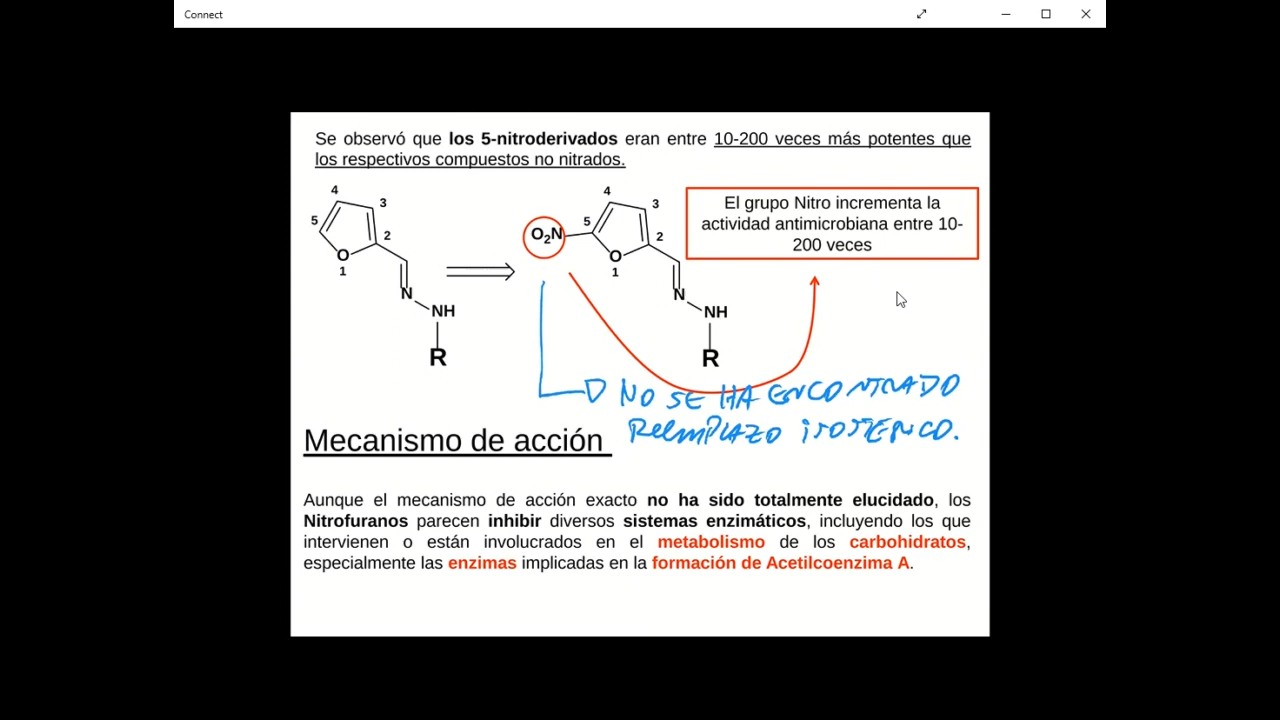 Connect
Se observó que los 5-nitroderivados eran entre 10-200 veces más potentes que
los respectivos compuestos no nitrados.
4
3
5
2
O
1
N
NH
R
O2N
4
3
5
2
O
1
N
NH
R
El grupo Nitro incrementa la
actividad antimicrobiana entre 10-
200 veces
NO SE HA ENCONTRADO
REEMPLAZO ISOSTERICO.
Mecanismo de acción
Aunque el mecanismo de acción exacto no ha sido totalmente elucidado, los
Nitrofuranos parecen inhibir diversos sistemas enzimáticos, incluyendo los que
intervienen o están involucrados en el metabolismo de los carbohidratos,
especialmente las enzimas implicadas en la formación de Acetilcoenzima A.